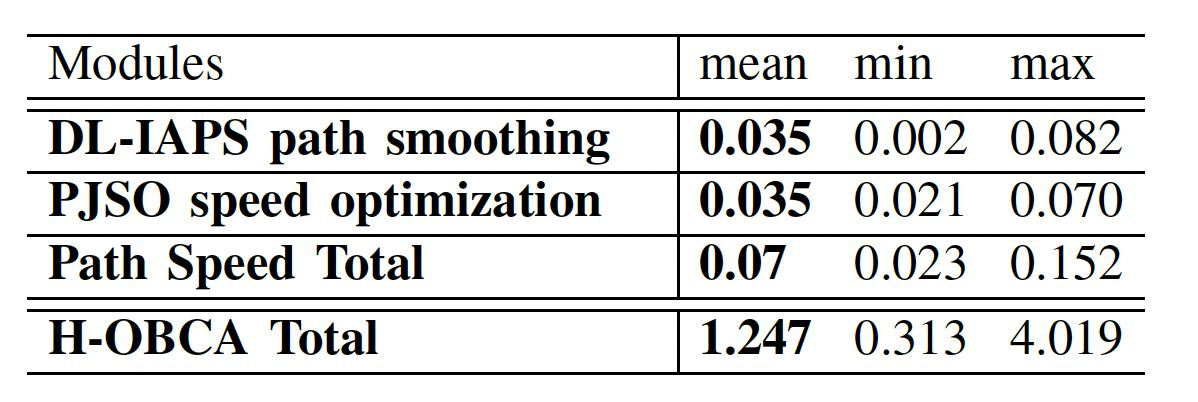 Modules mean min max
DL-IAPS path smoothing 0.035 0.002 0.082
PJSO speed optimization 0.035 0.021 0.070
Path Speed Total 0.07 0.023 0.152
H-OBCA Total 1.247 0.313 4.019